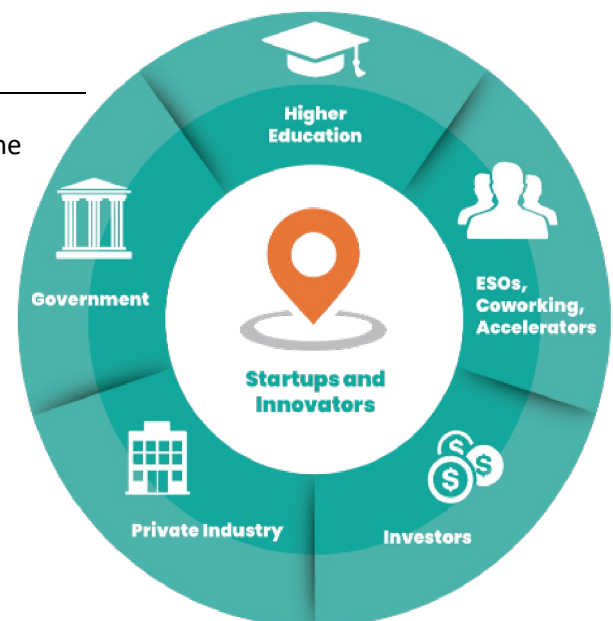 Higher
Education
ESOs,
Coworking,
Accelerators
Government
Startups and
Innovators
Private Industry
Investors
$
$
$